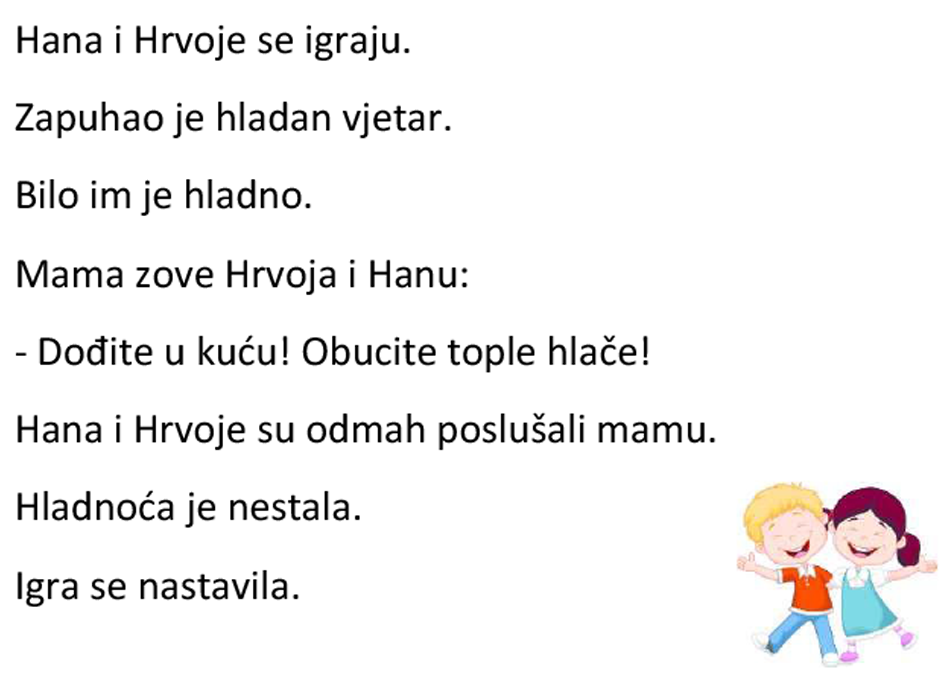 Hana i Hrvoje se igraju.
Zapuhao je hladan vjetar.
Bilo im je hladno.
Mama zove Hrvoja i Hanu:
- Dođite u kuću! Obucite tople hlače!
Hana i Hrvoje su odmah poslušali mamu.
Hladnoća je nestala.
Igra se nastavila.